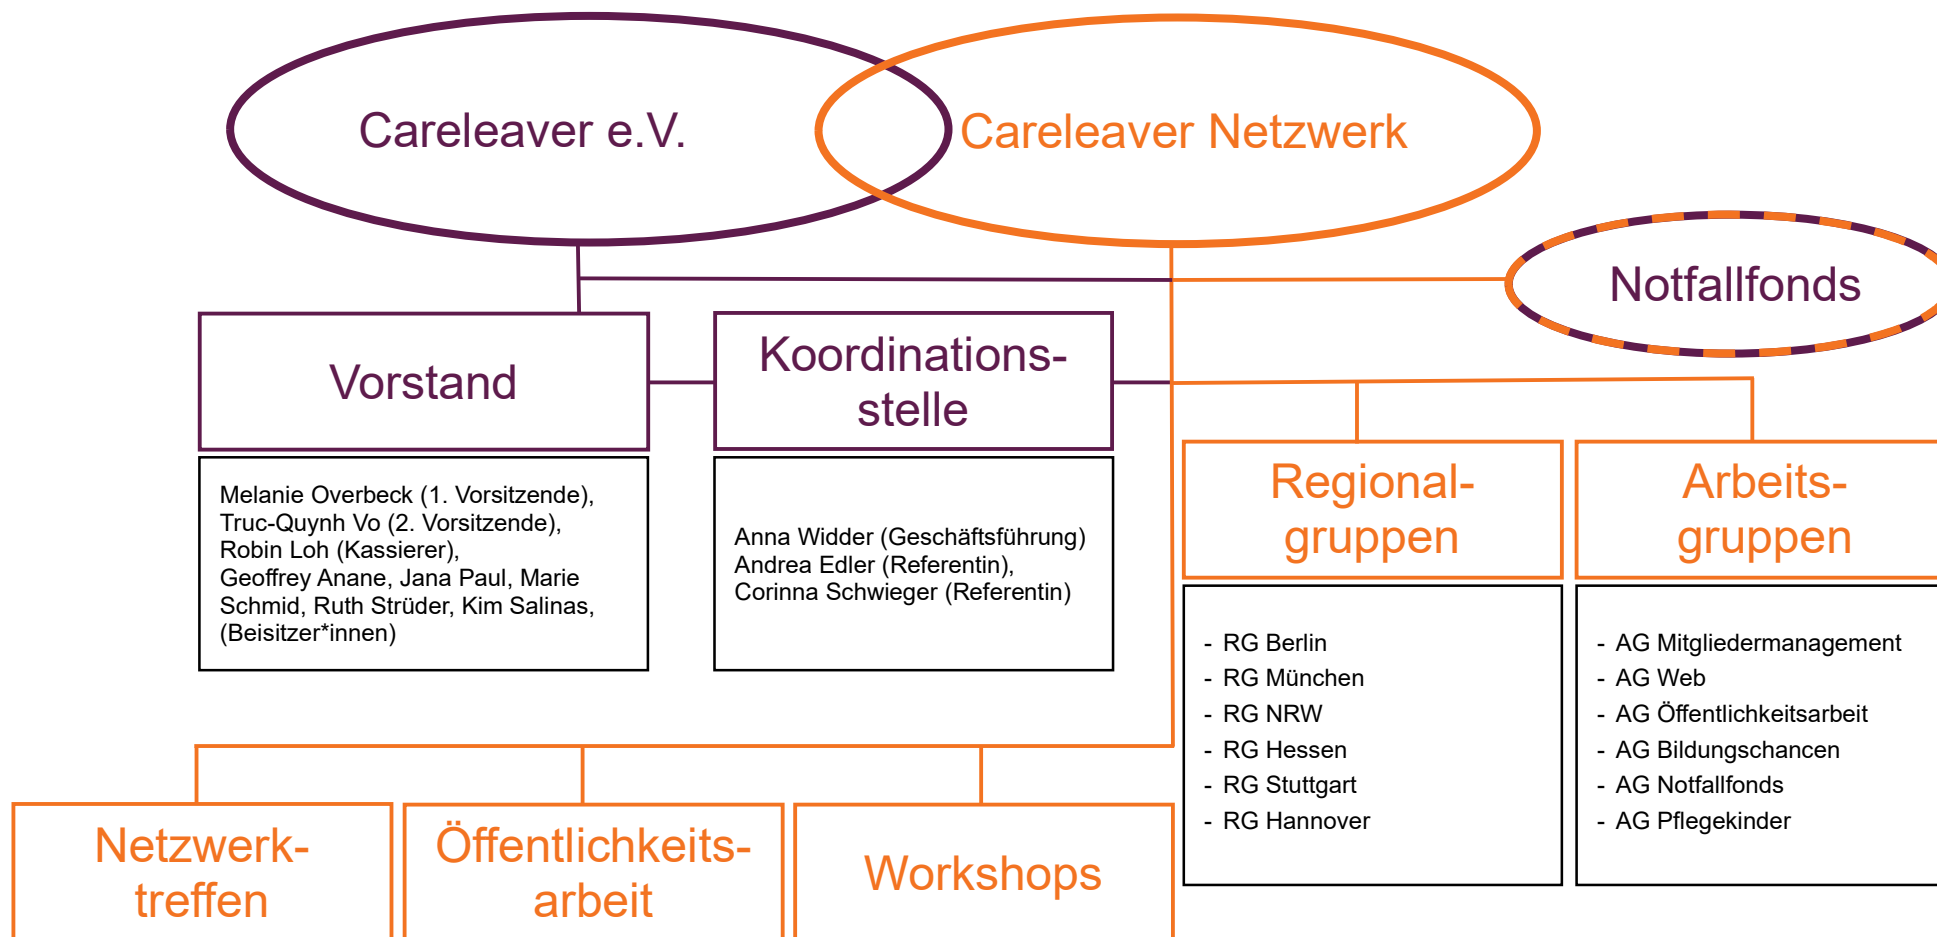 Careleaver e.V.
Careleaver Netzwerk
Notfallfonds
Vorstand
Koordinations-
stelle
Melanie Overbeck (1. Vorsitzende),
Truc-Quynh Vo (2. Vorsitzende),
Robin Loh (Kassierer),
Geoffrey Anane, Jana Paul, Marie
Schmid, Ruth Strüder, Kim Salinas,
(Beisitzer*innen)
Anna Widder (Geschäftsführung)
Andrea Edler (Referentin),
Corinna Schwieger (Referentin)
Regional-
gruppen
- RG Berlin
- RG München
- RG NRW
- RG Hessen
- RG Stuttgart
- RG Hannover
Arbeits-
gruppen
- AG Mitgliedermanagement
- AG Web
- AG Öffentlichkeitsarbeit
- AG Bildungschancen
- AG Notfallfonds
- AG Pflegekinder
Netzwerk-
treffen
Öffentlichkeits-
arbeit
Workshops